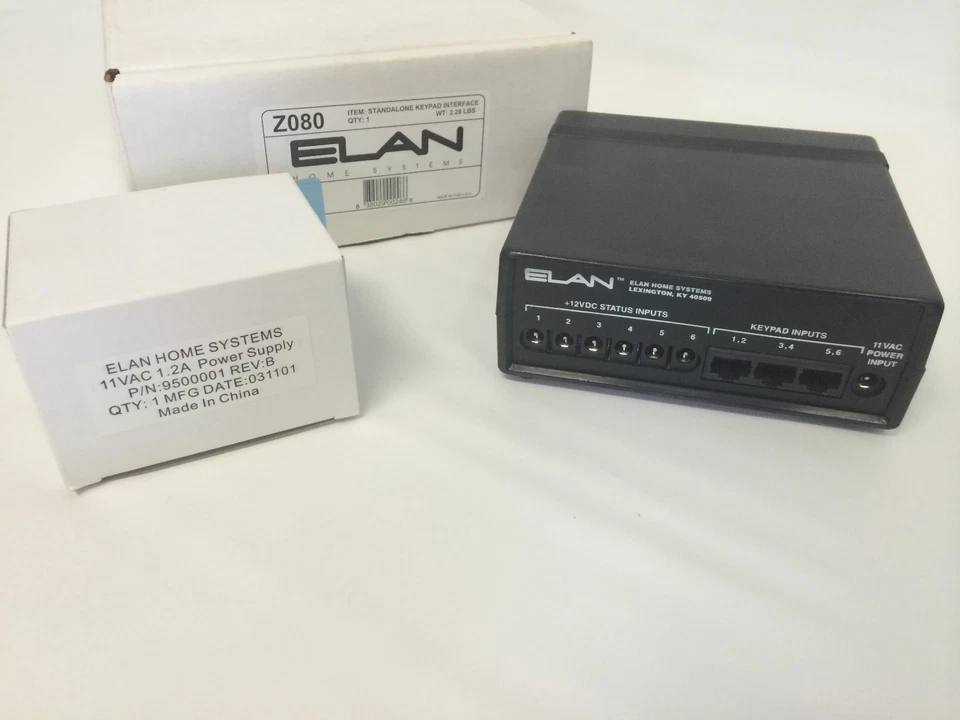 Z080
ITEM: STANDALONE KEYPAD INTERFACE
QTY: 1 WT: 2.28 LBS
ELAN
HOME SYSTEMS
ELAN HOME SYSTEMS
11VAC 1.2A Power Supply
P/N:9500001 REV:B
QTY: 1 MFG DATE:031101
Made In China
ELAN™ ELAN HOME SYSTEMS
LEXINGTON, KY 40509
+12VDC STATUS INPUTS
1 2 3 4 5 6
KEYPAD INPUTS
1,2 3,4 5,6
11 VAC
POWER
INPUT